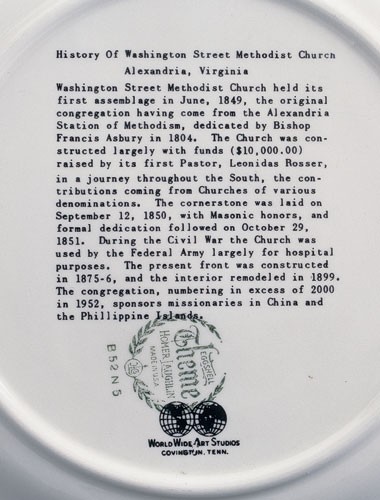 History Of Washington Street Methodist Church
Alexandria, Virginia
Washington Street Methodist Church held its
first assemblage in June, 1849, the original
congregation having come from the Alexandria
Station of Methodism, dedicated by Bishop
Francis Asbury in 1804. The Church was con-
structed largely with funds ($10,000.00)
raised by its first Pastor, Leonidas Rosser,
in a journey throughout the South, the con-
tributions coming from Churches of various
denominations. The cornerstone was laid on
September 12, 1850, with Masonic honors, and
formal dedication followed on October 29,
1851. During the Civil War the Church was
used by the Federal Army largely for hospital
purposes. The present front was constructed
in 1875-6, and the interior remodeled in 1899.
The congregation, numbering in excess of 2000
in 1952, sponsors missionaries in China and
the Phillippine Islands.
EGGSHELL
Theme
HOMER LAUGHLIN
MADE IN U.S.A.
B52N5
WORLD WIDE ART STUDIOS
COVINGTON, TENN.